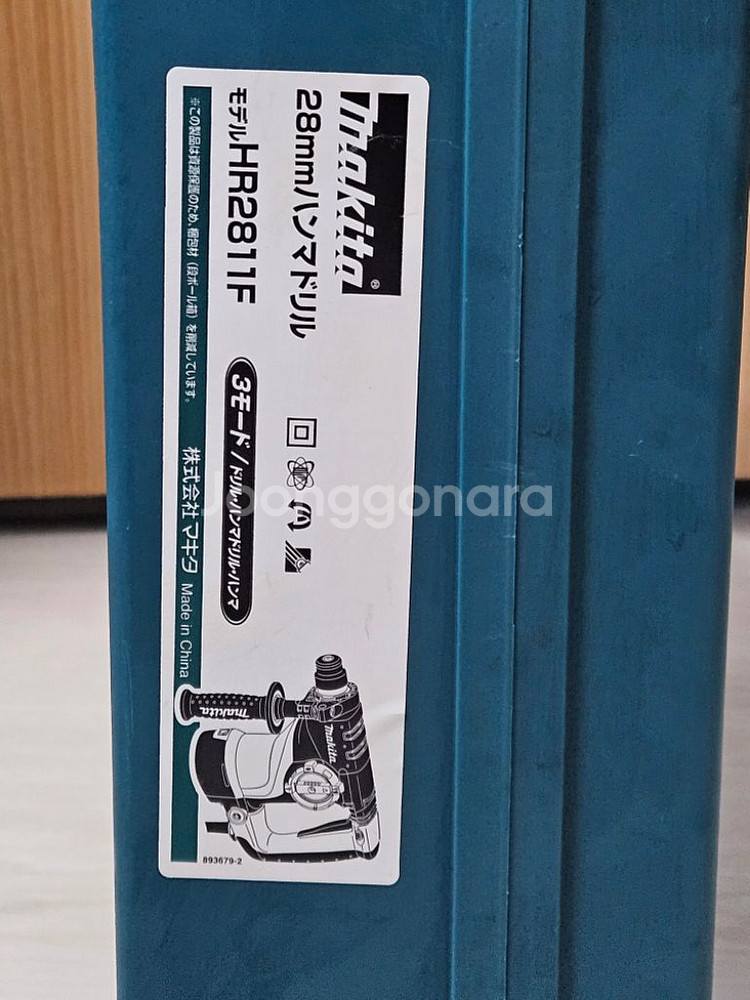 makita®
28mmハンマドリル
モデルHR2811F
3モード/ドリル・ハンマドリル・ハンマ
※この製品は資源保護のため、梱包材（段ボール箱）を削減しています。
株式会社 マキタ Made in China
makita
makita
893679-2
Joonggonara